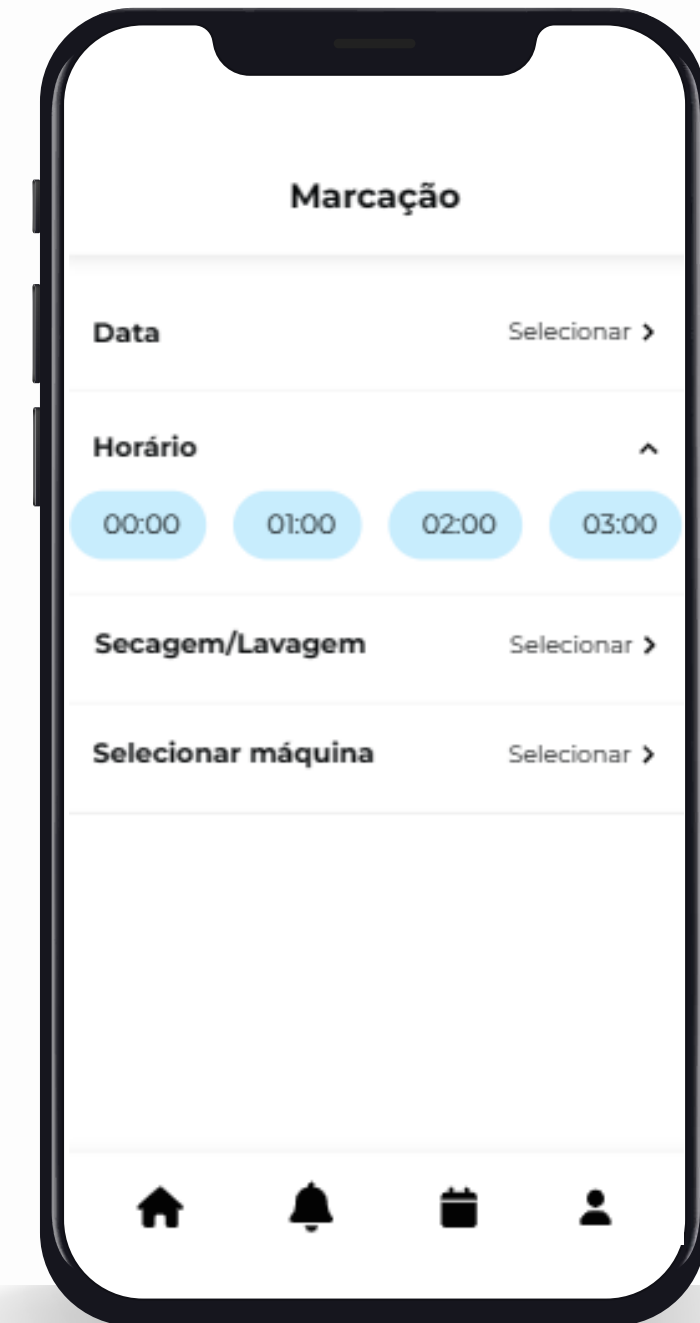 Marcação
Data Selecionar
Horário
00:00 01:00 02:00 03:00
Secagem/Lavagem Selecionar
Selecionar máquina Selecionar